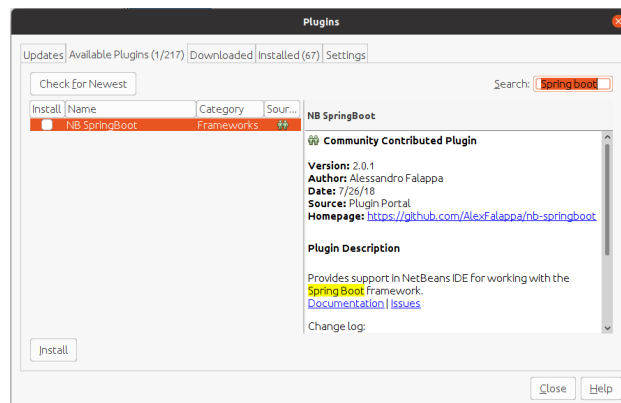 Plugins
Updates Available Plugins (1/217) Downloaded Installed (67) Settings
Check for Newest
Search: Spring boot
Install Name Category Sour...
NB SpringBoot Frameworks
NB SpringBoot
Community Contributed Plugin
Version: 2.0.1
Author: Alessandro Falappa
Date: 7/26/18
Source: Plugin Portal
Homepage: https://github.com/AlexFalappa/nb-springboot
Plugin Description
Provides support in NetBeans IDE for working with the
Spring Boot framework.
Documentation | Issues
Change log:
Install
Close Help